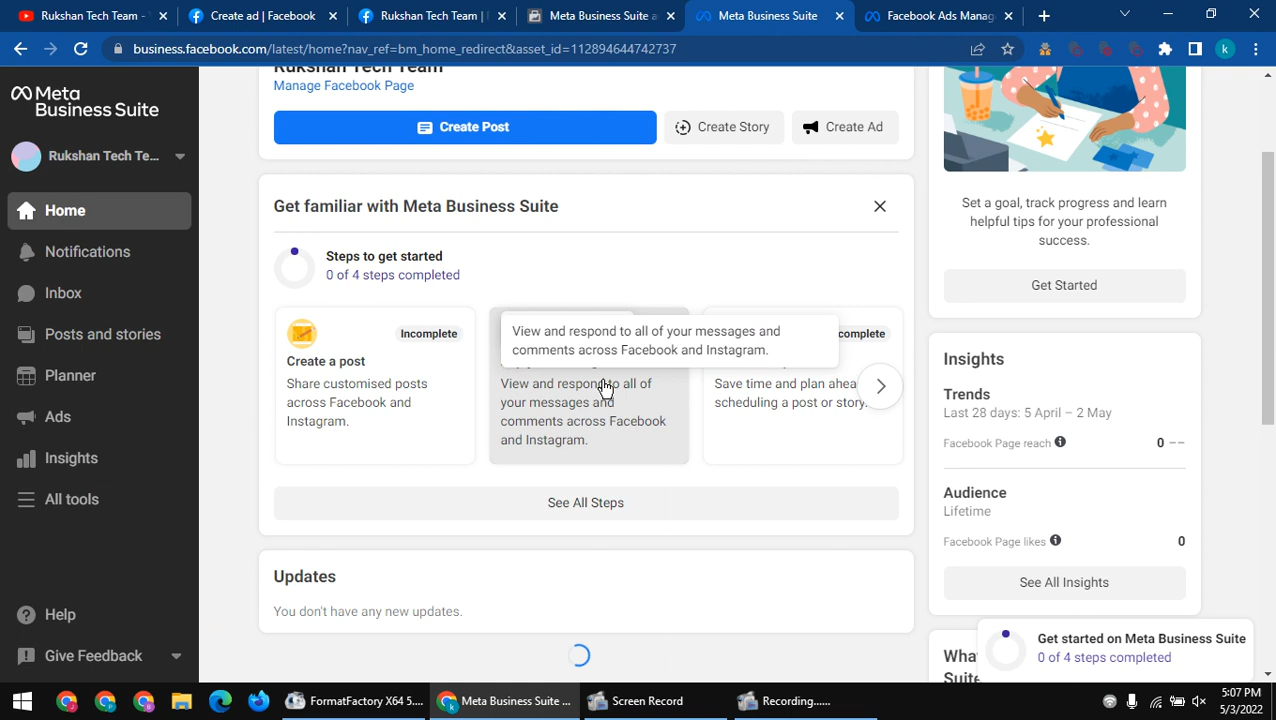 Rukshan Tech Team -
Create ad | Facebook
Rukshan Tech Team |
Meta Business Suite a
Meta Business Suite
Facebook Ads Manag
business.facebook.com/latest/home?nav_ref=bm_home_redirect&asset_id=112894644742737
k
Meta
Business Suite
Rukshan Tech Te...
Home
Notifications
Inbox
Posts and stories
Planner
Ads
Insights
All tools
Help
Give Feedback
Rukshan Tech Team
Manage Facebook Page
Create Post
Create Story
Create Ad
Get familiar with Meta Business Suite
Steps to get started
0 of 4 steps completed
Incomplete
Create a post
Share customised posts
across Facebook and
Instagram.
View and respond to all of your messages and
comments across Facebook and Instagram.
View and respond to all of
your messages and
comments across Facebook
and Instagram.
complete
Save time and plan ahea
scheduling a post or story.
See All Steps
Updates
You don't have any new updates.
Set a goal, track progress and learn
helpful tips for your professional
success.
Get Started
Insights
Trends
Last 28 days: 5 April – 2 May
Facebook Page reach
0 --
Audience
Lifetime
Facebook Page likes
0
See All Insights
Get started on Meta Business Suite
0 of 4 steps completed
FormatFactory X64 5....
Meta Business Suite ...
Screen Record
Recording......
5:07 PM
5/3/2022